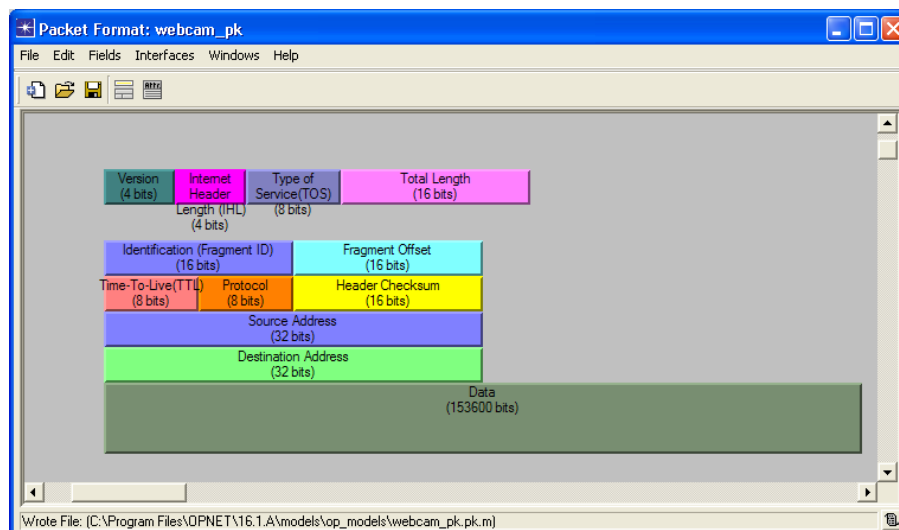 Packet Format: webcam_pk
File Edit Fields Interfaces Windows Help
Attr.
Version
(4 bits)
Internet
Header
Length (IHL)
(4 bits)
Type of
Service(TOS)
(8 bits)
Total Length
(16 bits)
Identification (Fragment ID)
(16 bits)
Fragment Offset
(16 bits)
Time-To-Live(TTL)
(8 bits)
Protocol
(8 bits)
Header Checksum
(16 bits)
Source Address
(32 bits)
Destination Address
(32 bits)
Data
(153600 bits)
Wrote File: (C:\Program Files\OPNET\16.1.A\models\op_models\webcam_pk.pk.m)